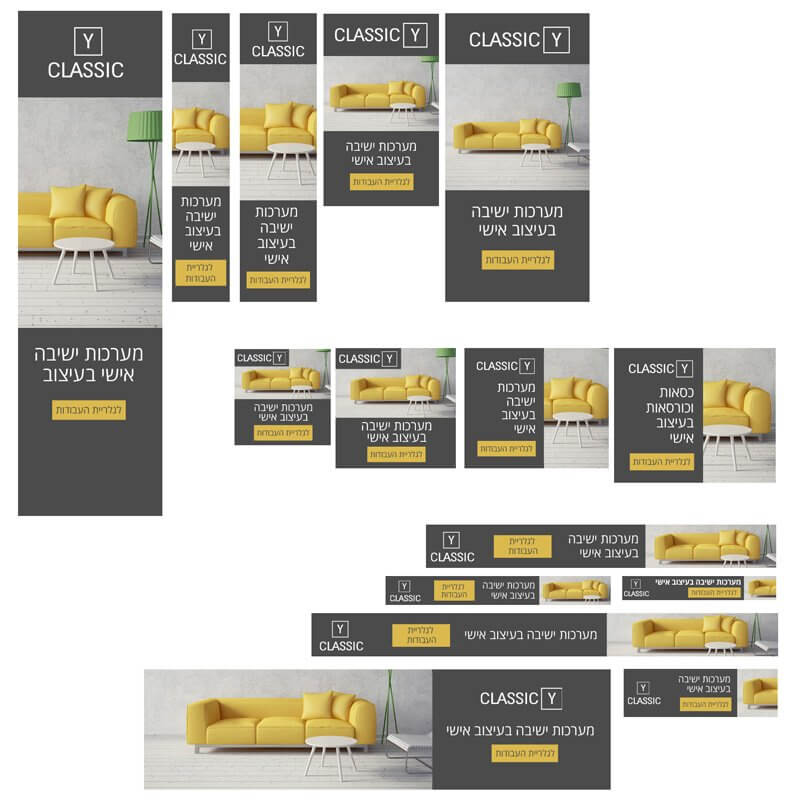 Y
CLASSIC
מערכות ישיבה
אישי בעיצוב
לגלריית העבודות
Y
CLASSIC
מערכות
ישיבה
בעיצוב
אישי
לגלריית
העבודות
Y
CLASSIC
מערכות
ישיבה
בעיצוב
אישי
לגלריית העבודות
CLASSIC Y
מערכות ישיבה
בעיצוב אישי
לגלריית העבודות
CLASSIC Y
מערכות ישיבה
בעיצוב אישי
לגלריית העבודות
CLASSIC Y
מערכות ישיבה
בעיצוב אישי
לגלריית העבודות
CLASSIC Y
מערכות ישיבה
בעיצוב אישי
לגלריית העבודות
CLASSIC Y
מערכות
ישיבה
בעיצוב
אישי
לגלריית העבודות
CLASSIC Y
כסאות
וכורסאות
בעיצוב
אישי
לגלריית העבודות
Y
CLASSIC
לגלריית
העבודות
מערכות ישיבה
בעיצוב אישי
Y
CLASSIC
לגלריית
העבודות
מערכות ישיבה
בעיצוב אישי
Y
CLASSIC
מערכות ישיבה בעיצוב אישי
לגלריית העבודות
Y
CLASSIC
לגלריית
העבודות
מערכות ישיבה בעיצוב אישי
CLASSIC Y
מערכות ישיבה בעיצוב אישי
לגלריית העבודות
Y
CLASSIC
מערכות ישיבה
בעיצוב אישי
לגלריית העבודות